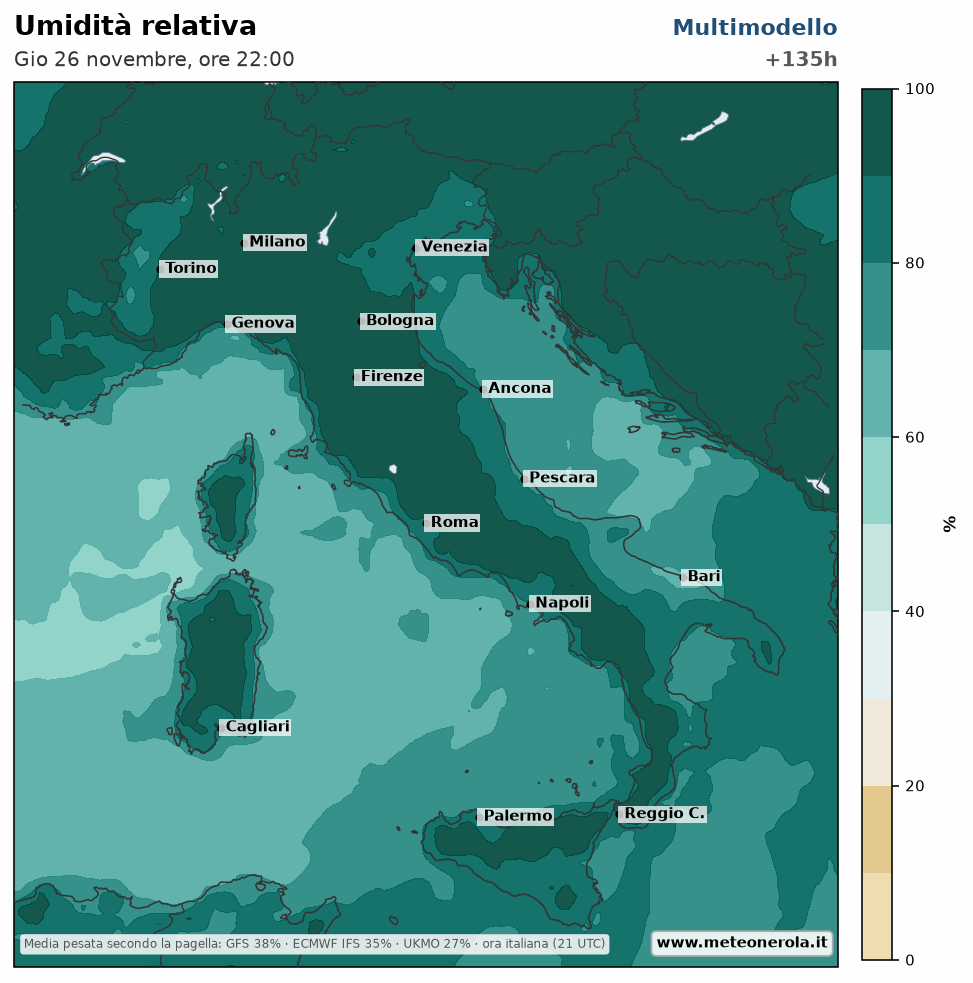 Umidità relativa
Multimodello
Gio 26 novembre, ore 22:00
+135h
100
80
60
40
20
0
%
Milano
Venezia
Torino
Genova
Bologna
Firenze
Ancona
Pescara
Roma
Bari
Napoli
Cagliari
Palermo
Reggio C.
Media pesata secondo la pagella: GFS 38% · ECMWF IFS 35% · UKMO 27% · ora italiana (21 UTC)
www.meteonerola.it